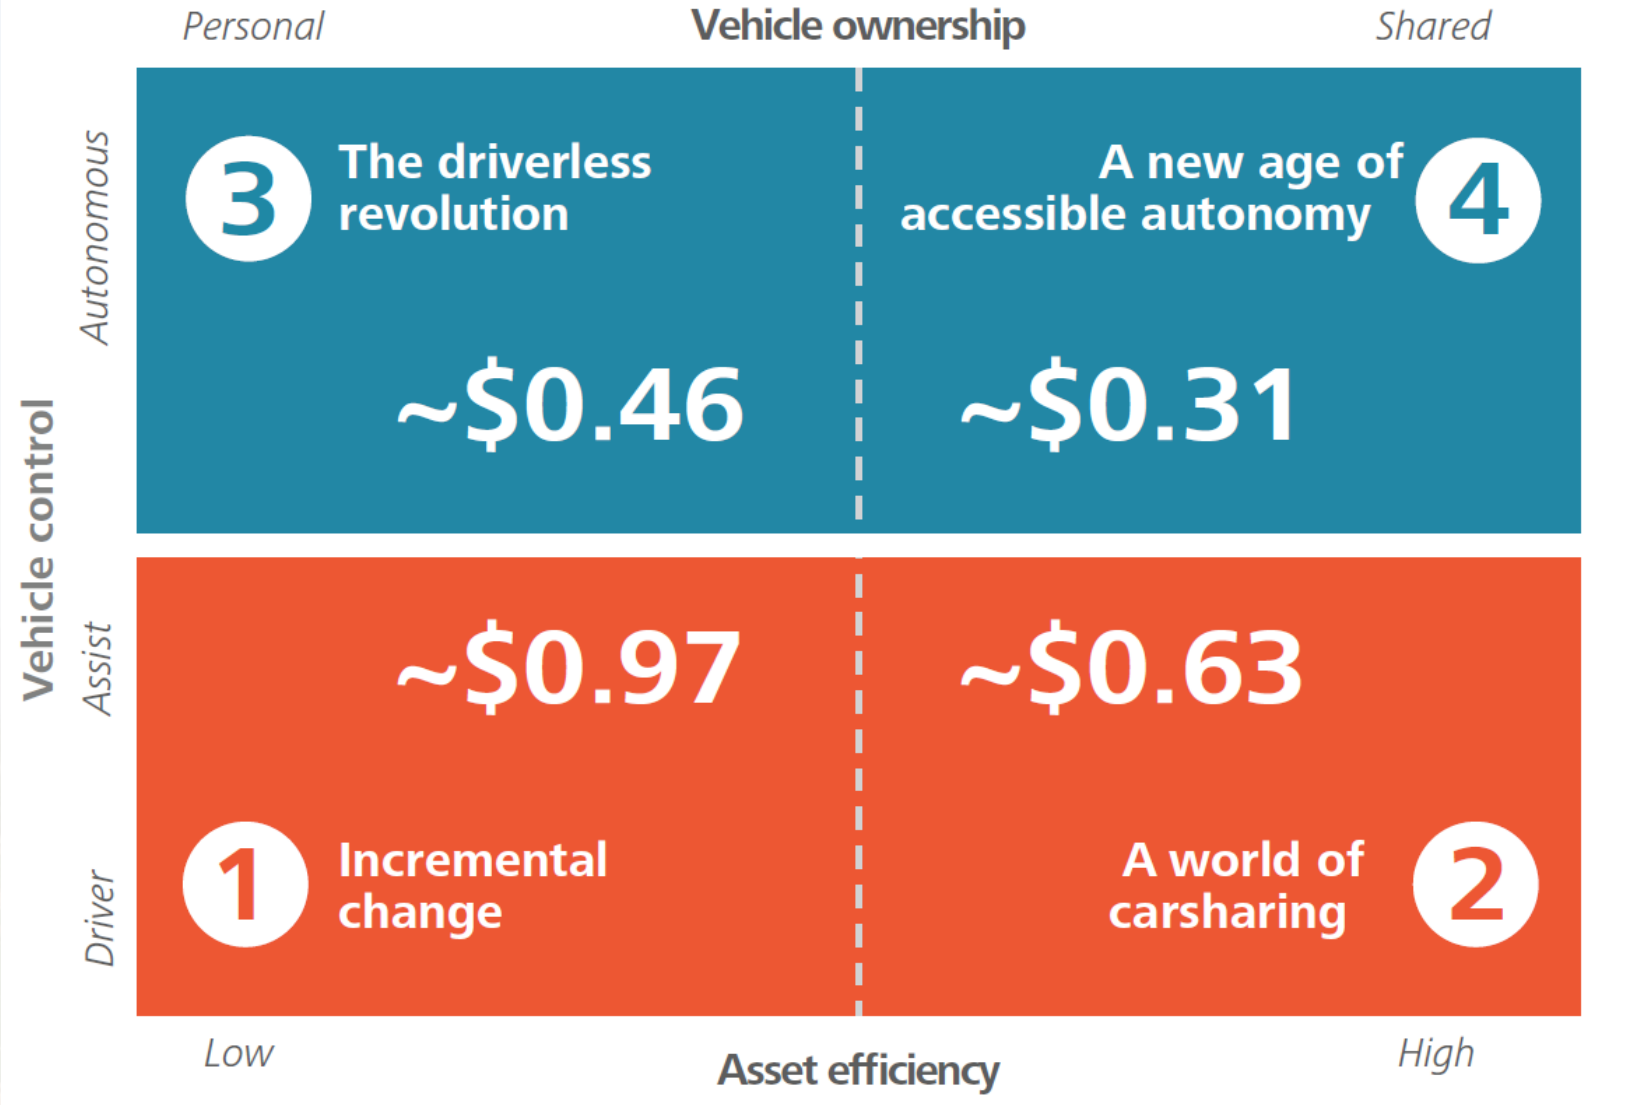 Personal
Vehicle ownership
Shared
Vehicle control
Autonomous
Assist
Driver
3
The driverless
revolution
~$0.46
A new age of
accessible autonomy
4
~$0.31
~$0.97
1
Incremental
change
~$0.63
A world of
carsharing
2
Low
Asset efficiency
High